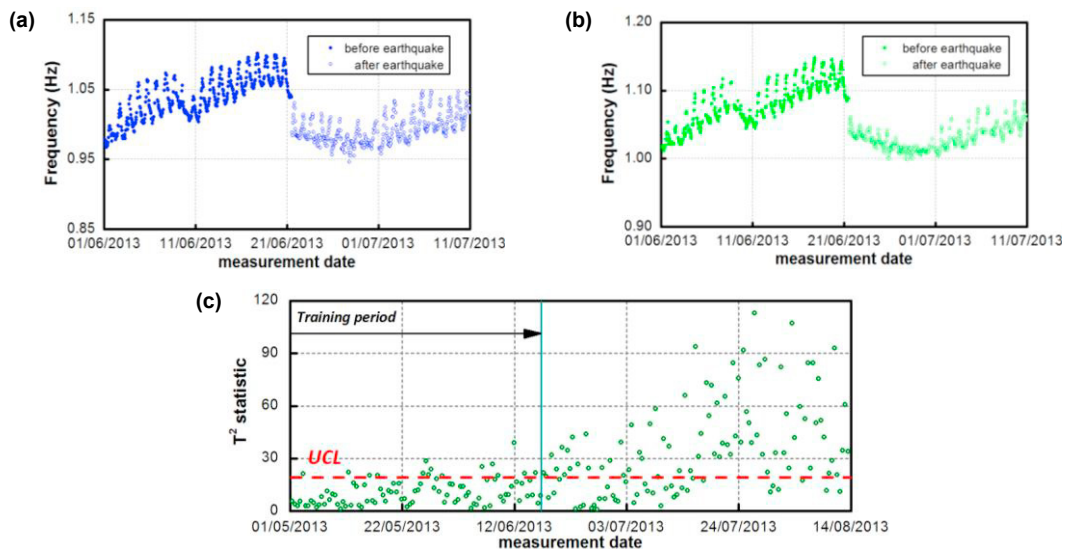 (a)
1.15
1.05
0.95
0.85
Frequency (Hz)
before earthquake
after earthquake
01/06/2013 11/06/2013 21/06/2013 01/07/2013 11/07/2013
measurement date
(b)
1.20
1.10
1.00
0.90
Frequency (Hz)
before earthquake
after earthquake
01/06/2013 11/06/2013 21/06/2013 01/07/2013 11/07/2013
measurement date
(c)
120
90
60
30
0
T² statistic
Training period
UCL
01/05/2013 22/05/2013 12/06/2013 03/07/2013 24/07/2013 14/08/2013
measurement date